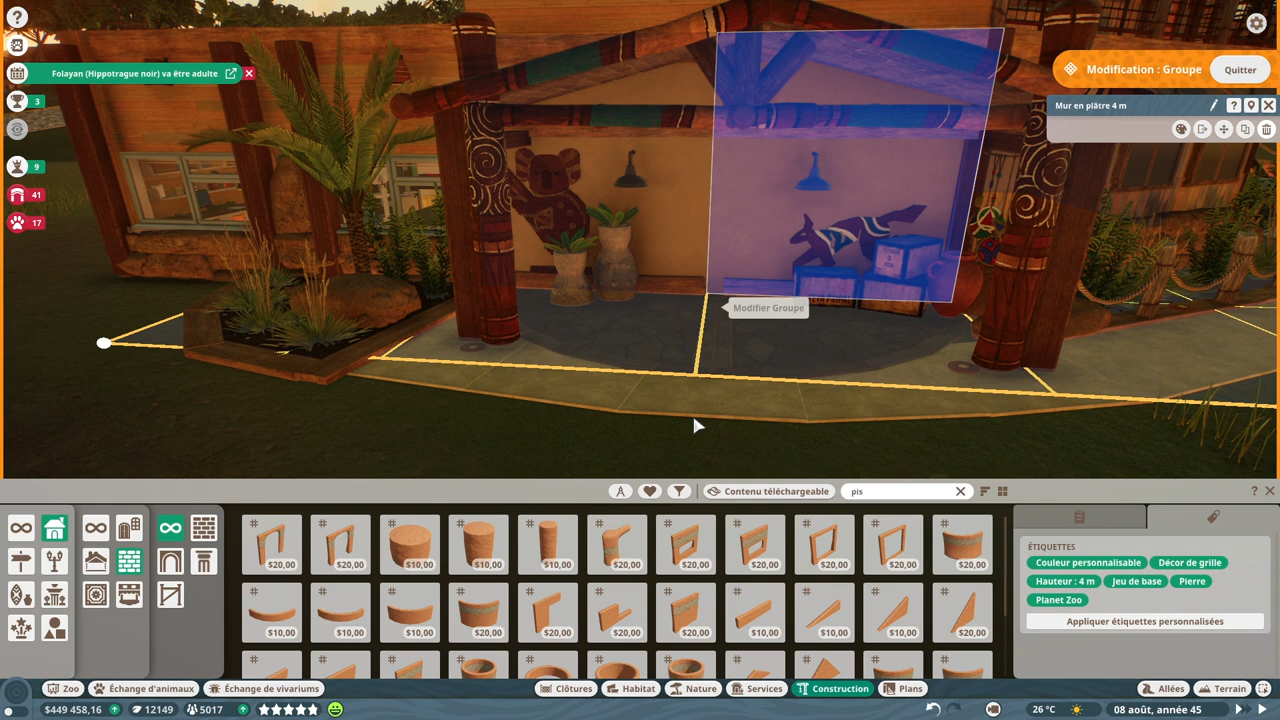 ?
Folayan (Hippotrague noir) va être adulte
3
9
41
17
Modification : Groupe
Quitter
Mur en plâtre 4 m
?
Modifier Groupe
Contenu téléchargeable
pis
?
$20,00 $20,00 $10,00 $10,00 $10,00 $20,00 $20,00 $20,00 $20,00 $20,00 $20,00
$10,00 $10,00 $10,00 $20,00 $20,00 $20,00 $20,00 $10,00 $10,00 $10,00 $20,00
ÉTIQUETTES
Couleur personnalisable
Décor de grille
Hauteur : 4 m
Jeu de base
Pierre
Planet Zoo
Appliquer étiquettes personnalisées
Zoo
Échange d'animaux
Échange de vivariums
Clôtures
Habitat
Nature
Services
Construction
Plans
Allées
Terrain
$449 458,16
12149
5017
26 °C
08 août, année 45